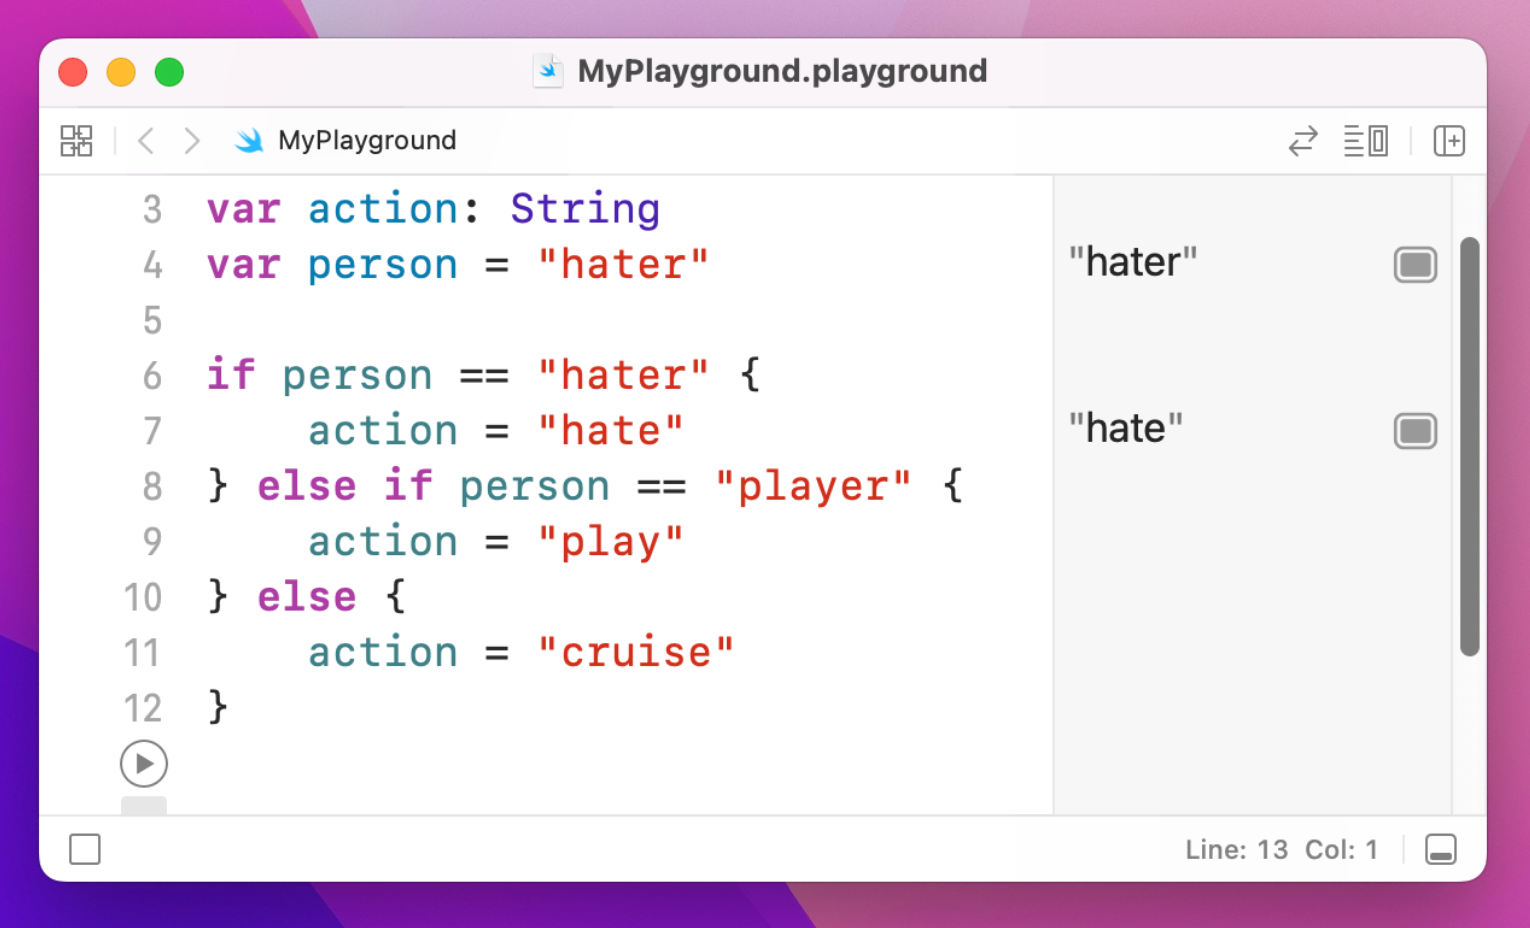 MyPlayground.playground
MyPlayground
3 var action: String
4 var person = "hater" "hater"
5
6 if person == "hater" {
7 action = "hate" "hate"
8 } else if person == "player" {
9 action = "play"
10 } else {
11 action = "cruise"
12 }
Line: 13 Col: 1